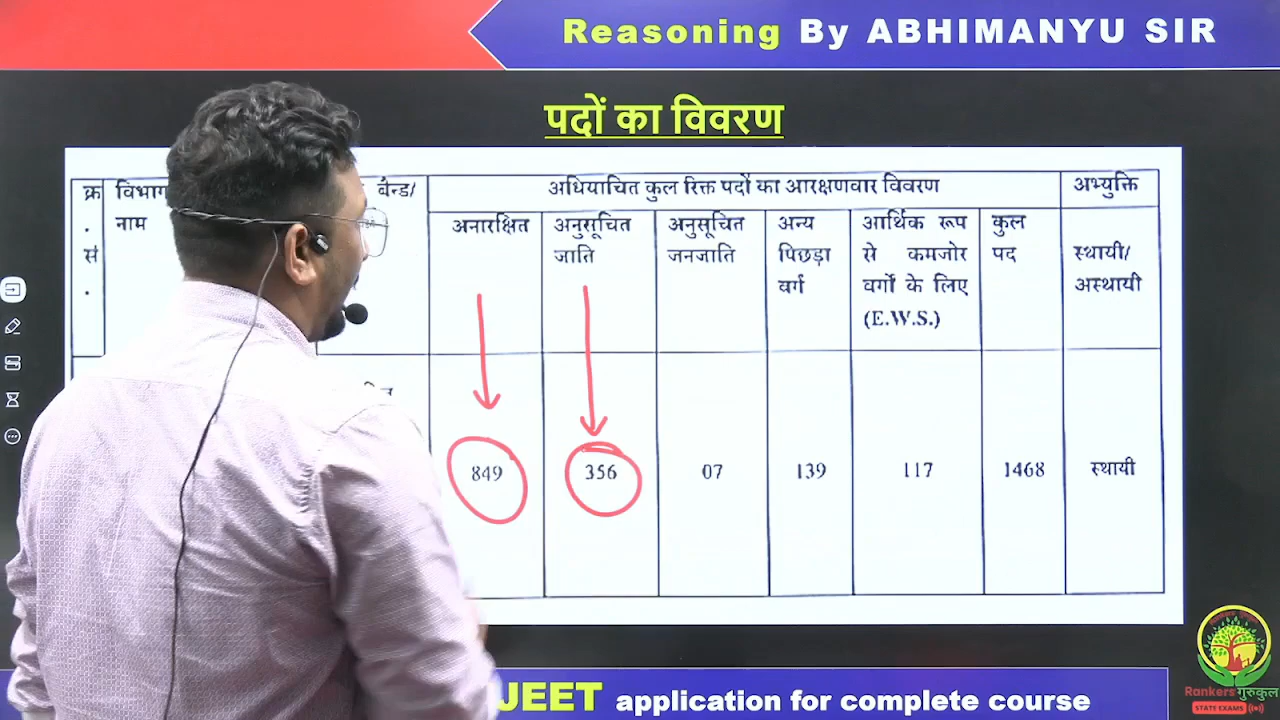 Reasoning By ABHIMANYU SIR
पदों का विवरण
क्र
.
सं
.
विभाग
नाम
बैन्ड/
अधियाचित कुल रिक्त पदों का आरक्षणवार विवरण
अभ्युक्ति
स्थायी/
अस्थायी
अनारक्षित
अनुसूचित
जाति
अनुसूचित
जनजाति
अन्य
पिछड़ा
वर्ग
आर्थिक रूप
से कमजोर
वर्गों के लिए
(E.W.S.)
कुल
पद
849 356 07 139 117 1468 स्थायी
JEET application for complete course
Rankers गुरुकुल
STATE EXAMS